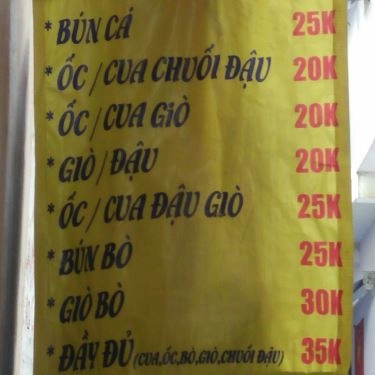 * BÚN CÁ 25K
* ỐC / CUA CHUỐI ĐẬU 20K
* ỐC / CUA GIÒ 20K
* GIÒ / ĐẬU 20K
* ỐC / CUA ĐẬU GIÒ 25K
* BÚN BÒ 25K
* GIÒ BÒ 30K
* ĐẦY ĐỦ (CUA,ỐC,BÒ,GIÒ,CHUỐI ĐẬU) 35K